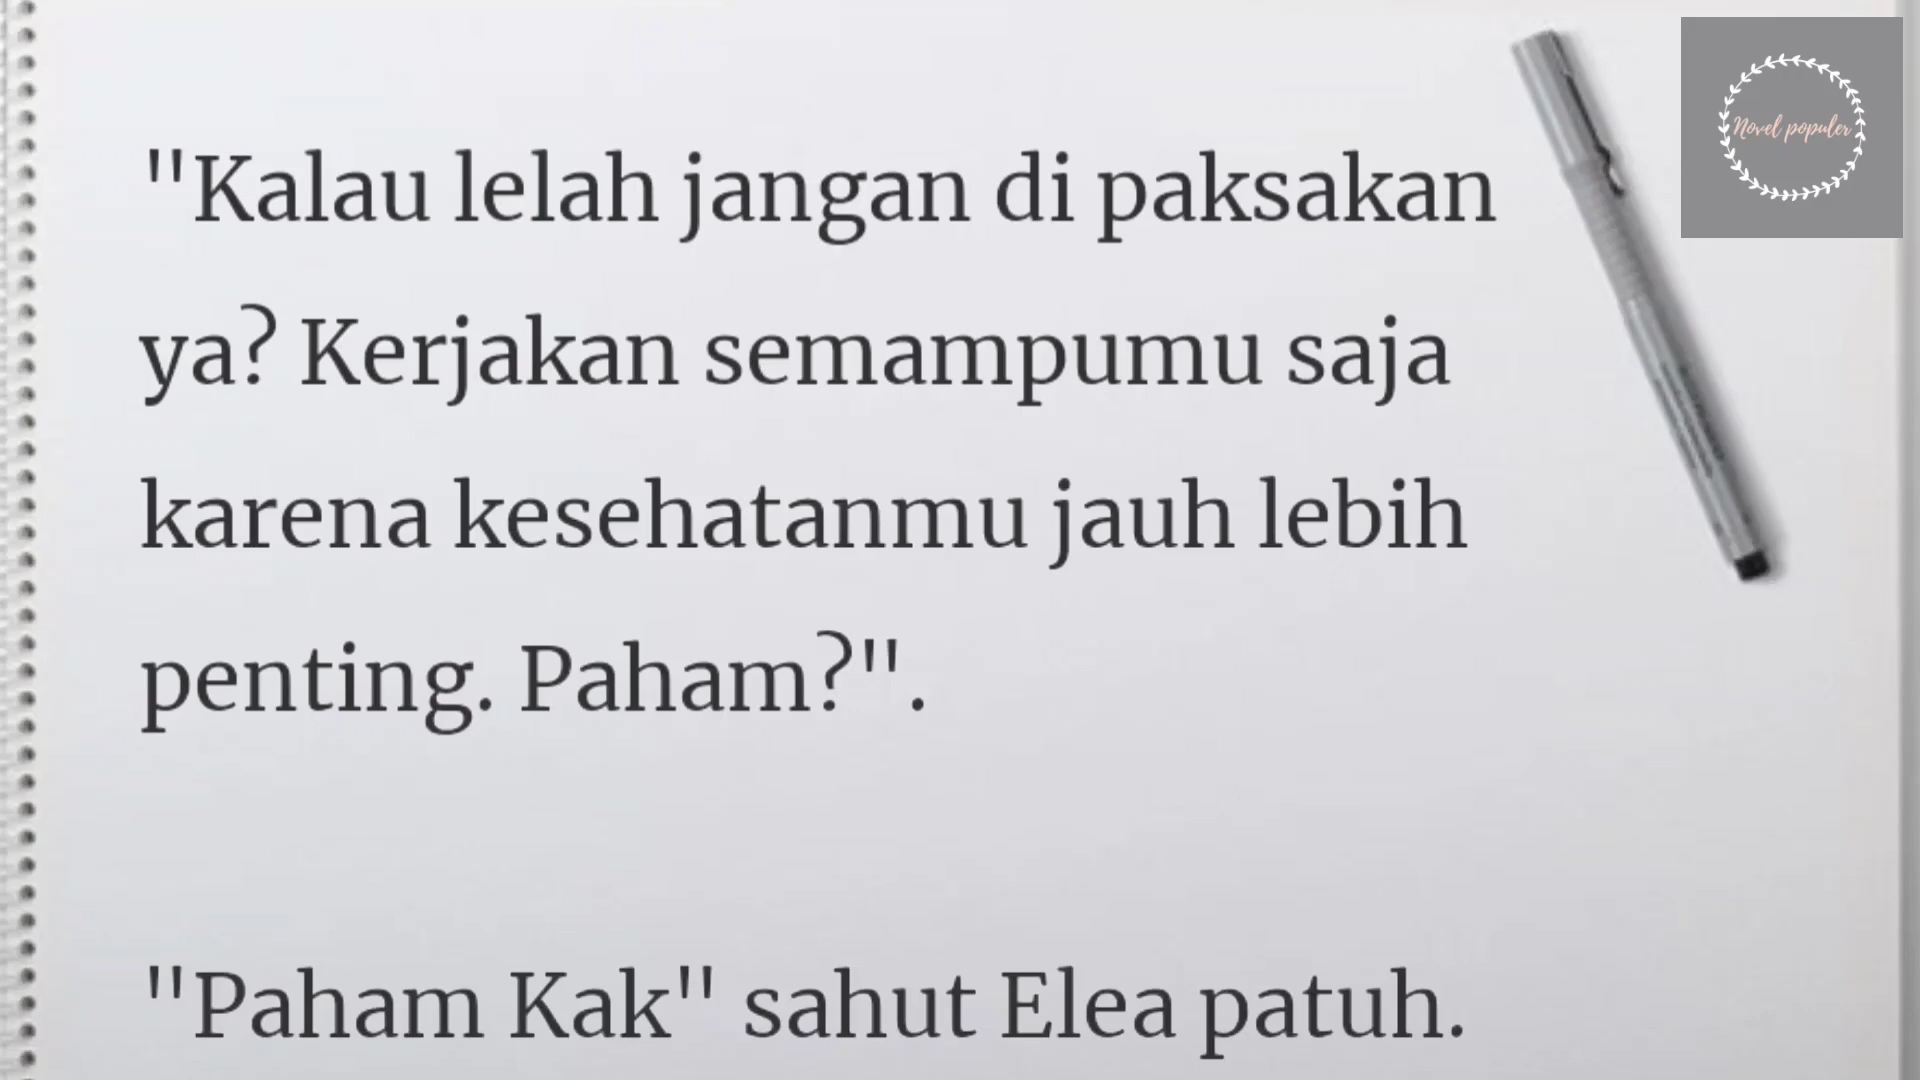 "Kalau lelah jangan di paksakan
ya? Kerjakan semampumu saja
karena kesehatanmu jauh lebih
penting. Paham?".
"Paham Kak" sahut Elea patuh.
Novel populer